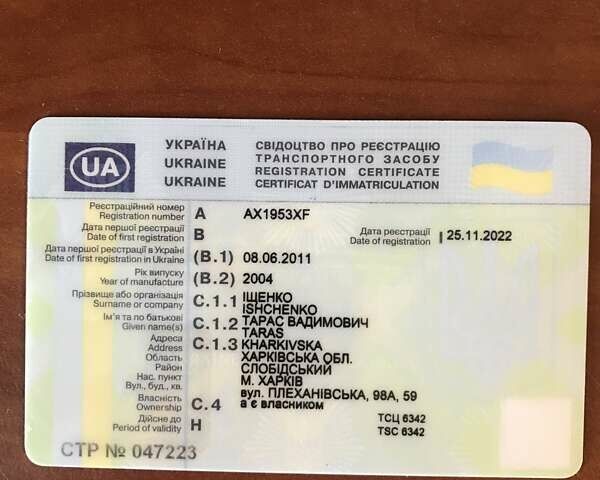 UA
УКРАЇНА
UKRAINE
UKRAINE
СВІДОЦТВО ПРО РЕЄСТРАЦІЮ
ТРАНСПОРТНОГО ЗАСОБУ
REGISTRATION CERTIFICATE
CERTIFICAT D'IMMATRICULATION
Реєстраційний номер
Registration number A AX1953XF
Дата першої реєстрації
Date of first registration B
Дата реєстрації
Date of registration I 25.11.2022
Дата першої реєстрації в Україні
Date of first registration in Ukraine (B.1) 08.06.2011
Рік випуску
Year of manufacture (B.2) 2004
Прізвище або організація
Surname or company C.1.1 ІЩЕНКО
ISHCHENKO
Ім'я та по батькові
Given name(s) C.1.2 ТАРАС ВАДИМОВИЧ
TARAS
Адреса
Address C.1.3 KHARKIVSKA
Область ХАРКІВСЬКА ОБЛ.
Район СЛОБІДСЬКИЙ
Нас. пункт М. ХАРКІВ
Вул., буд., кв. вул. ПЛЕХАНІВСЬКА, 98А, 59
Власність
Ownership C.4 а є власником
Дійсне до
Period of validity H
ТСЦ 6342
TSC 6342
СТР № 047223